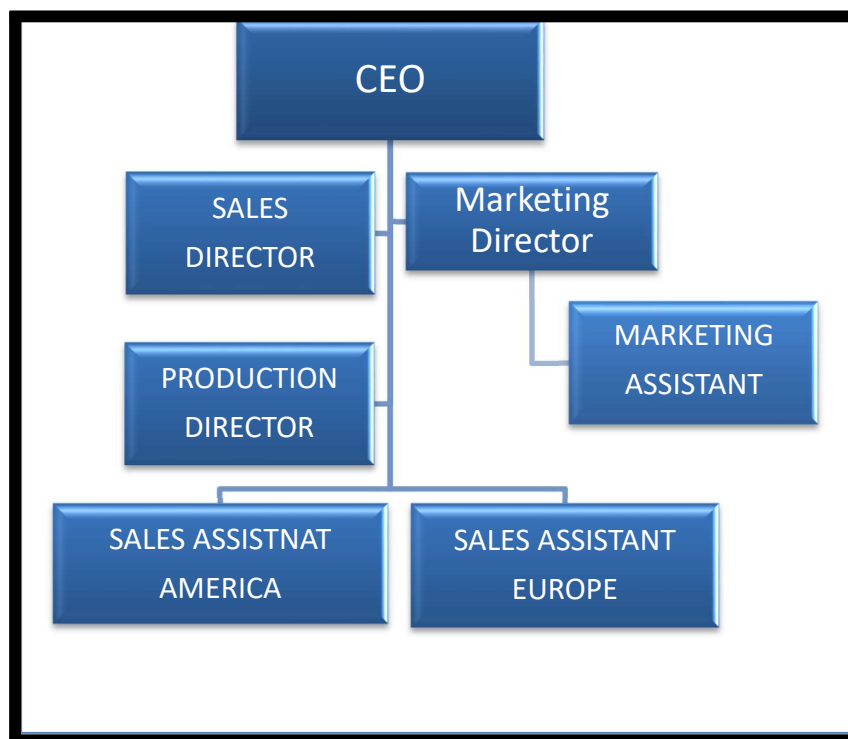 CEO
SALES
DIRECTOR
Marketing
Director
MARKETING
ASSISTANT
PRODUCTION
DIRECTOR
SALES ASSISTNAT
AMERICA
SALES ASSISTANT
EUROPE